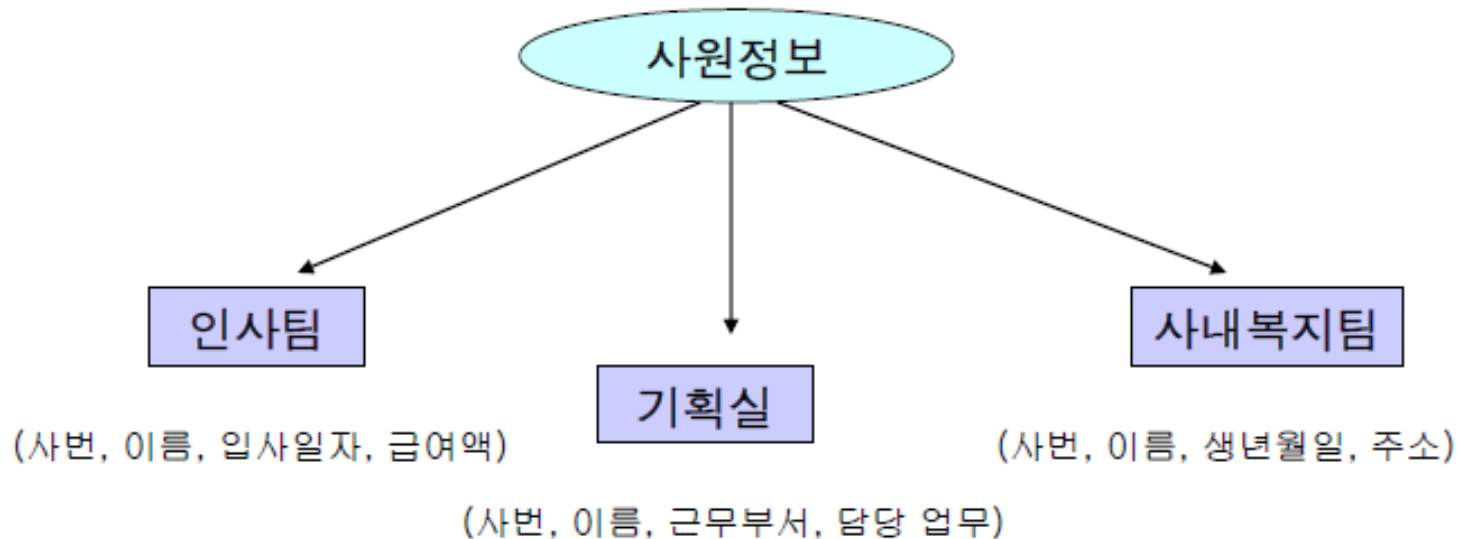 사원정보
인사팀
기획실
사내복지팀
(사번, 이름, 입사일자, 급여액)
(사번, 이름, 생년월일, 주소)
(사번, 이름, 근무부서, 담당 업무)